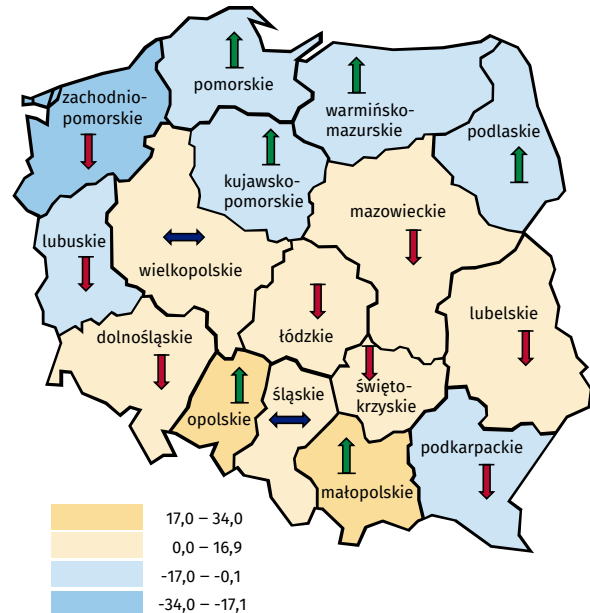 pomorskie
zachodnio-
pomorskie
warmińsko-
mazurskie
podlaskie
kujawsko-
pomorskie
mazowieckie
lubuskie
wielkopolskie
lubelskie
dolnośląskie
łódzkie
śląskie
święto-
krzyskie
opolskie
podkarpackie
małopolskie
17,0 – 34,0
0,0 – 16,9
-17,0 – -0,1
-34,0 – -17,1